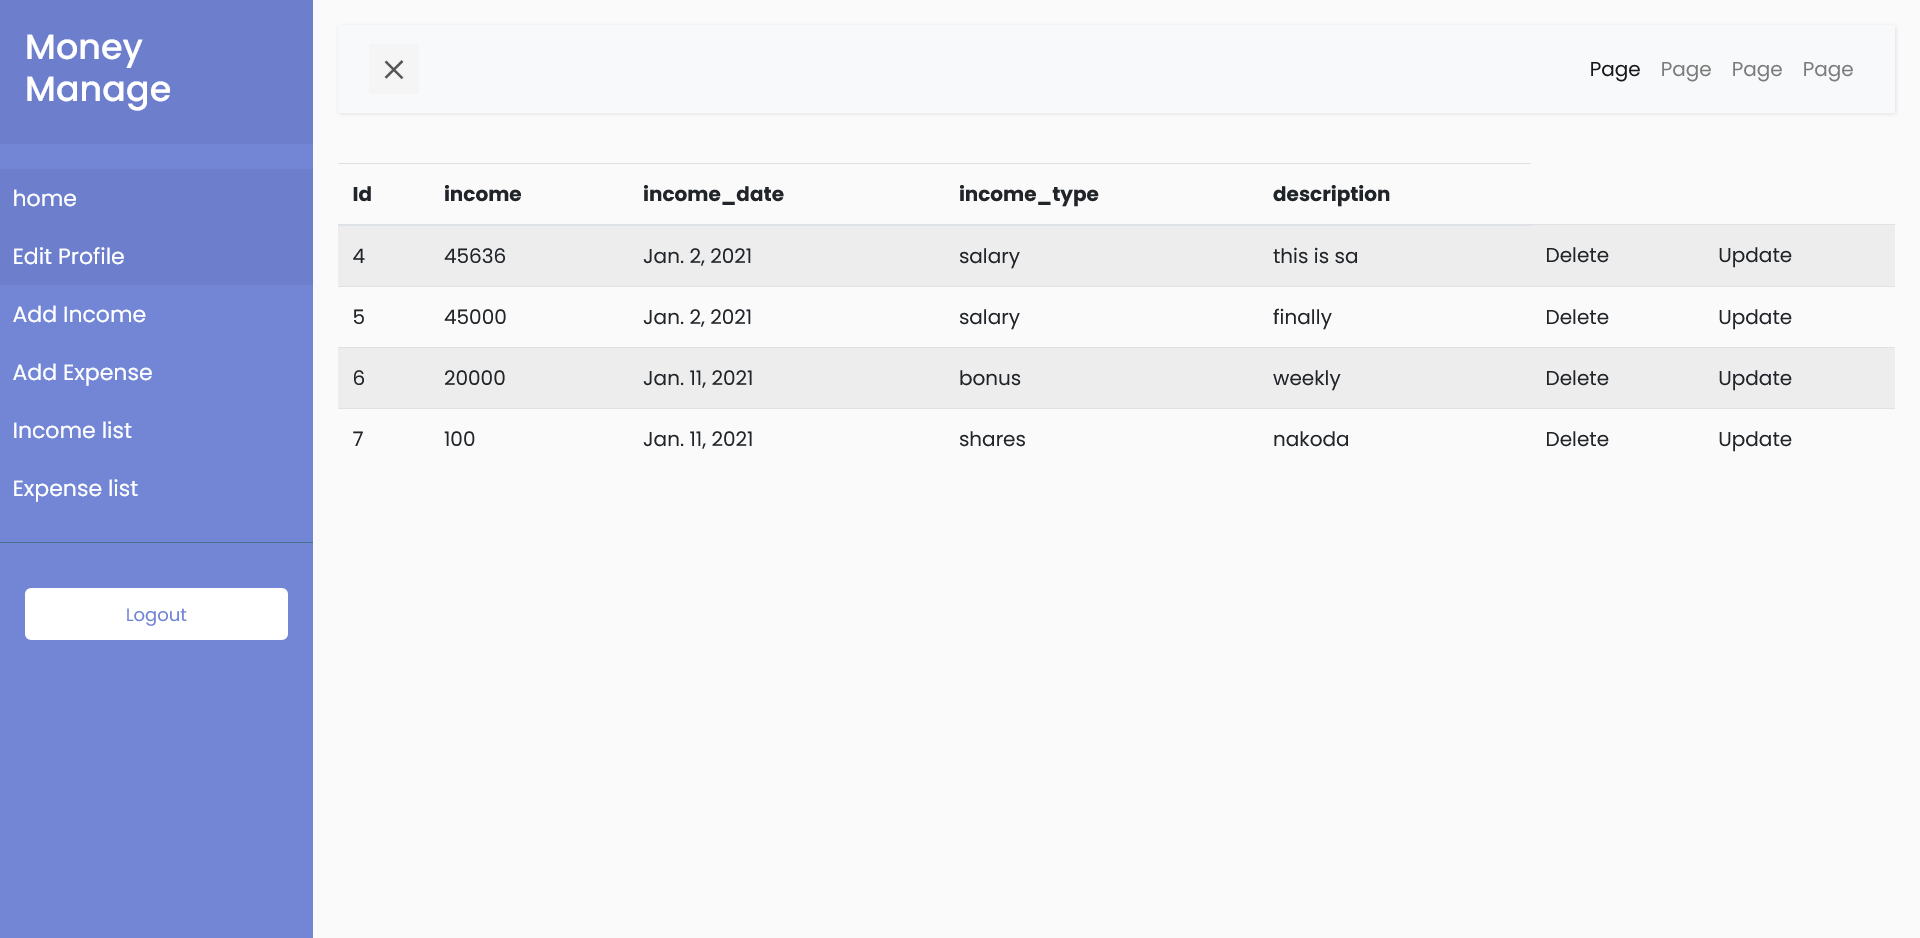 Money
Manage
home
Edit Profile
Add Income
Add Expense
Income list
Expense list
Logout
Page Page Page Page
Id income income_date income_type description
4 45636 Jan. 2, 2021 salary this is sa Delete Update
5 45000 Jan. 2, 2021 salary finally Delete Update
6 20000 Jan. 11, 2021 bonus weekly Delete Update
7 100 Jan. 11, 2021 shares nakoda Delete Update